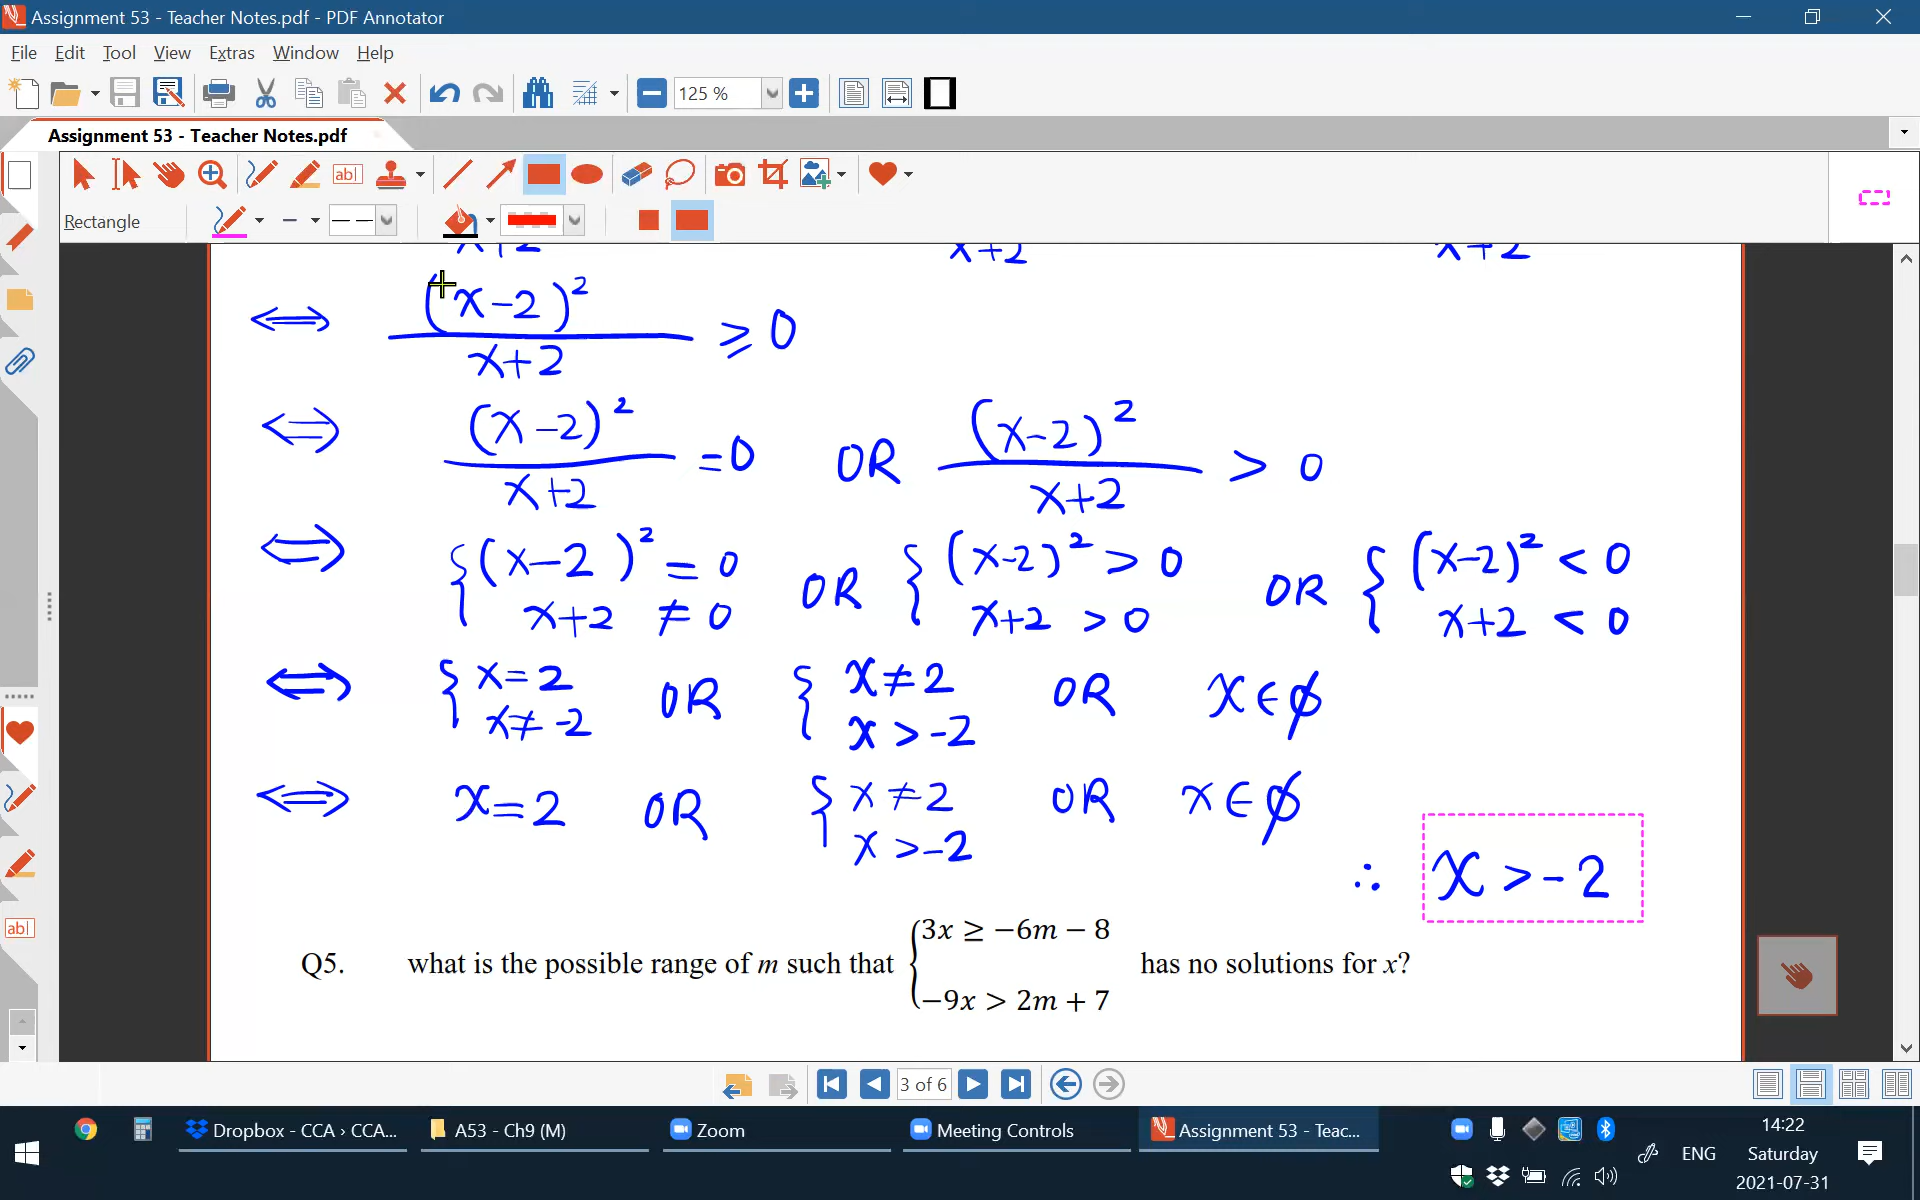 Assignment 53 - Teacher Notes.pdf - PDF Annotator
File Edit Tool View Extras Window Help
125 %
Assignment 53 - Teacher Notes.pdf
ab|
Rectangle
x+2 x+2 x+2
⟺ (x-2)² / x+2 ≥ 0
⟺ (x-2)² / x+2 = 0 OR (x-2)² / x+2 > 0
⟺ { (x-2)² = 0 OR { (x-2)² > 0 OR { (x-2)² < 0
x+2 ≠ 0 x+2 > 0 x+2 < 0
⟺ { x=2 OR { x≠2 OR x∈∅
x≠-2 x>-2
⟺ x=2 OR { x≠2 OR x∈∅
x>-2
∴ x>-2
Q5. what is the possible range of m such that { 3x ≥ −6m − 8 has no solutions for x?
−9x > 2m + 7
ab|
3 of 6
Dropbox - CCA › CCA... A53 - Ch9 (M) Zoom Meeting Controls Assignment 53 - Teac...
14:22
ENG Saturday
2021-07-31